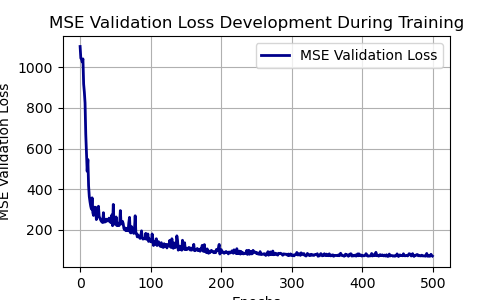 MSE Validation Loss Development During Training
MSE Validation Loss
MSE Validation Loss
1000
800
600
400
200
0
100
200
300
400
500
Epochs